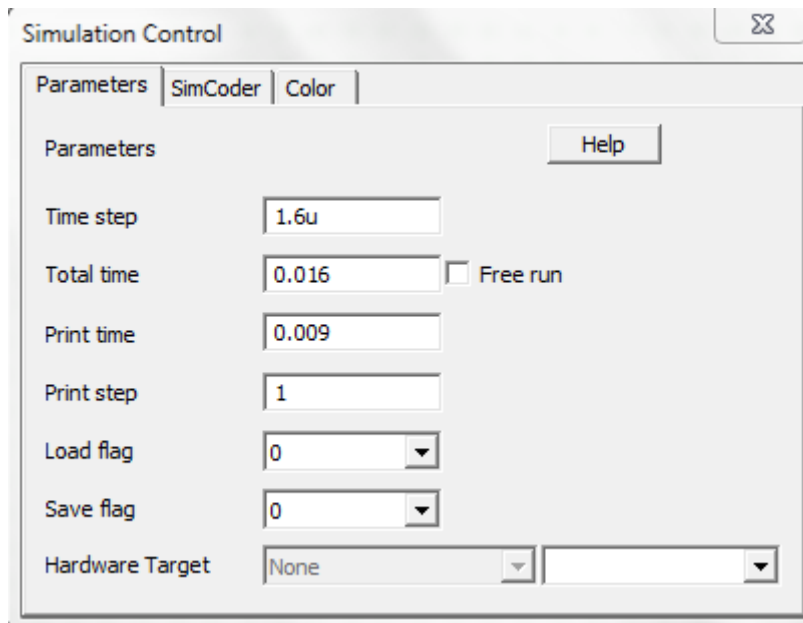 Simulation Control
Parameters SimCoder Color
Parameters Help
Time step 1.6u
Total time 0.016 Free run
Print time 0.009
Print step 1
Load flag 0
Save flag 0
Hardware Target None